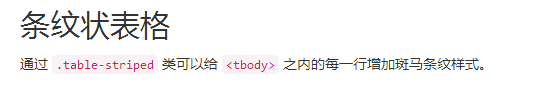 条纹状表格
通过 .table-striped 类可以给 <tbody> 之内的每一行增加斑马条纹样式。